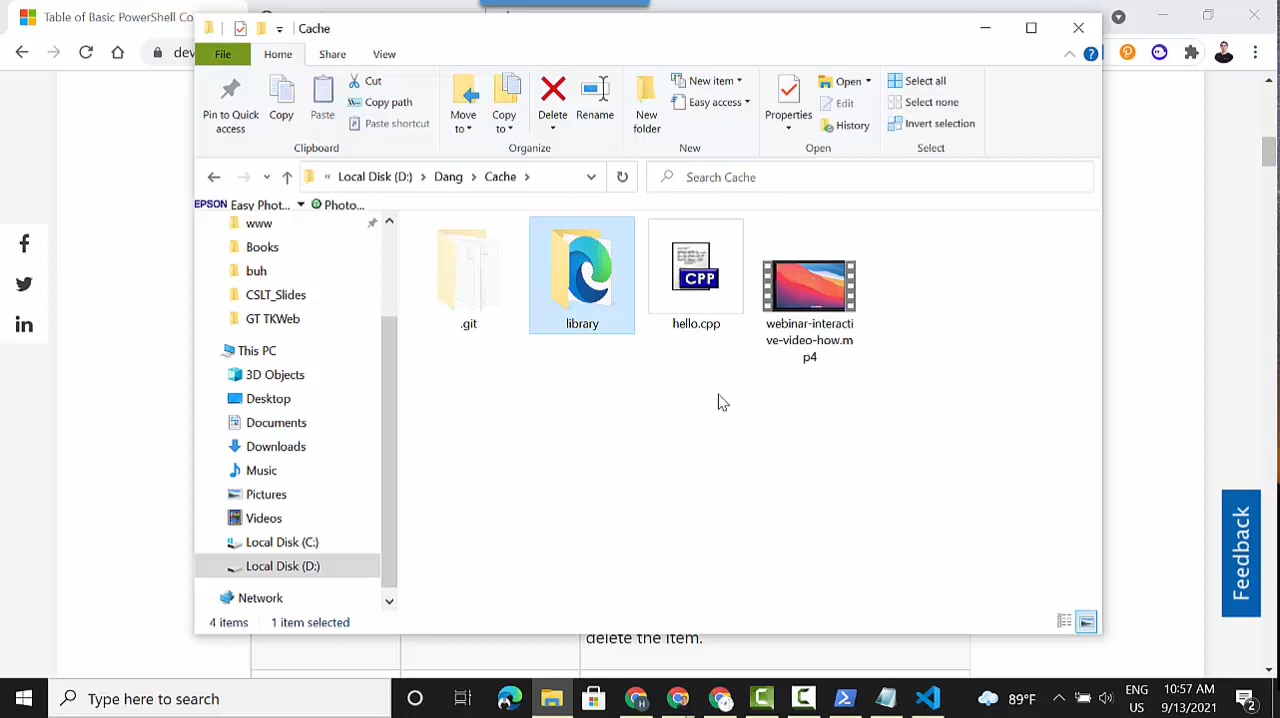 Table of Basic PowerShell Co
dev
Cache
File
Home
Share
View
Pin to Quick
access
Copy
Paste
Cut
Copy path
Paste shortcut
Clipboard
Move
to
Copy
to
Delete
Rename
Organize
New
folder
New item
Easy access
New
Properties
Open
Edit
History
Open
Select all
Select none
Invert selection
Select
« Local Disk (D:) > Dang > Cache >
Search Cache
EPSON Easy Phot...
Photo...
www
Books
buh
CSLT_Slides
GT TKWeb
This PC
3D Objects
Desktop
Documents
Downloads
Music
Pictures
Videos
Local Disk (C:)
Local Disk (D:)
Network
.git
library
CPP
hello.cpp
webinar-interacti
ve-video-how.m
p4
4 items
1 item selected
delete the item.
Feedback
Type here to search
89°F
ENG
US
10:57 AM
9/13/2021
2